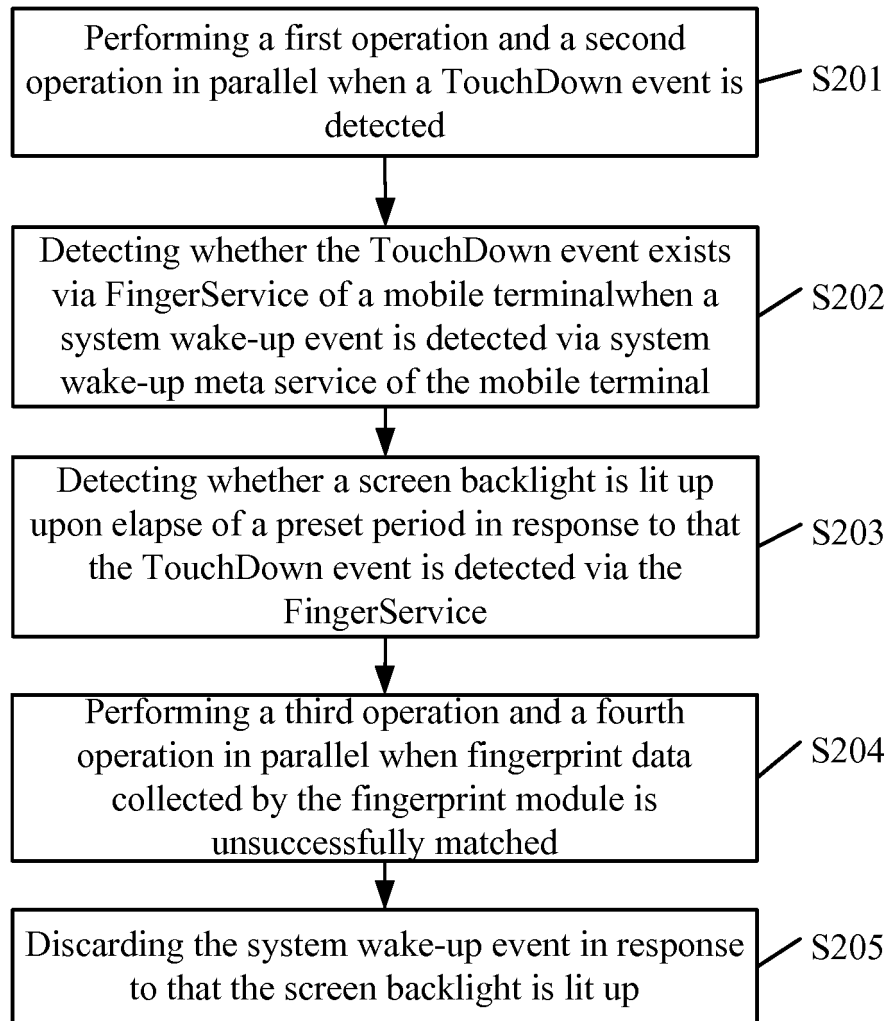 Performing a first operation and a second
operation in parallel when a TouchDown event is
detected
S201
Detecting whether the TouchDown event exists
via FingerService of a mobile terminalwhen a
system wake-up event is detected via system
wake-up meta service of the mobile terminal
S202
Detecting whether a screen backlight is lit up
upon elapse of a preset period in response to that
the TouchDown event is detected via the
FingerService
S203
Performing a third operation and a fourth
operation in parallel when fingerprint data
collected by the fingerprint module is
unsuccessfully matched
S204
Discarding the system wake-up event in response
to that the screen backlight is lit up
S205